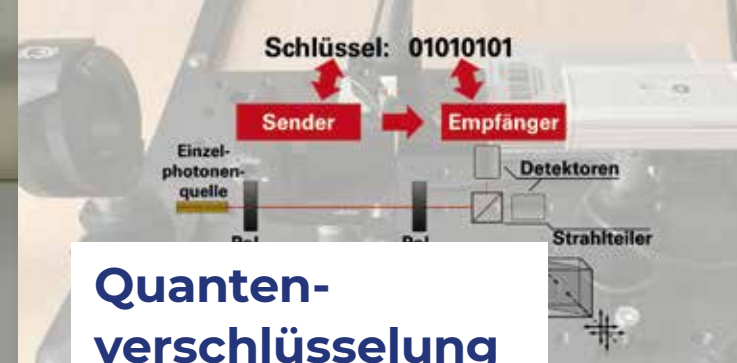 Schlüssel: 01010101
Sender
Empfänger
Einzel-
photonen-
quelle
Detektoren
Strahlteiler
Quanten-
verschlüsselung